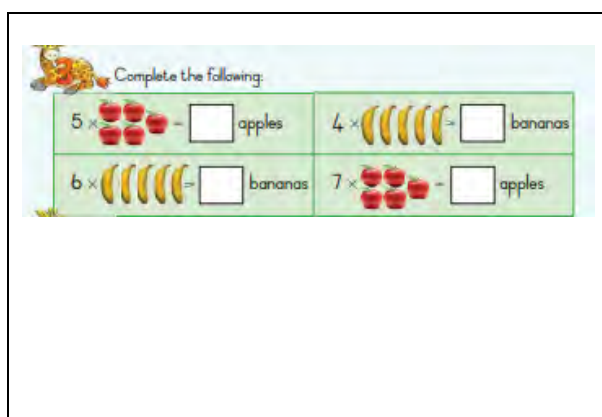 Complete the following:
5 × = apples
4 × = bananas
6 × = bananas
7 × = apples